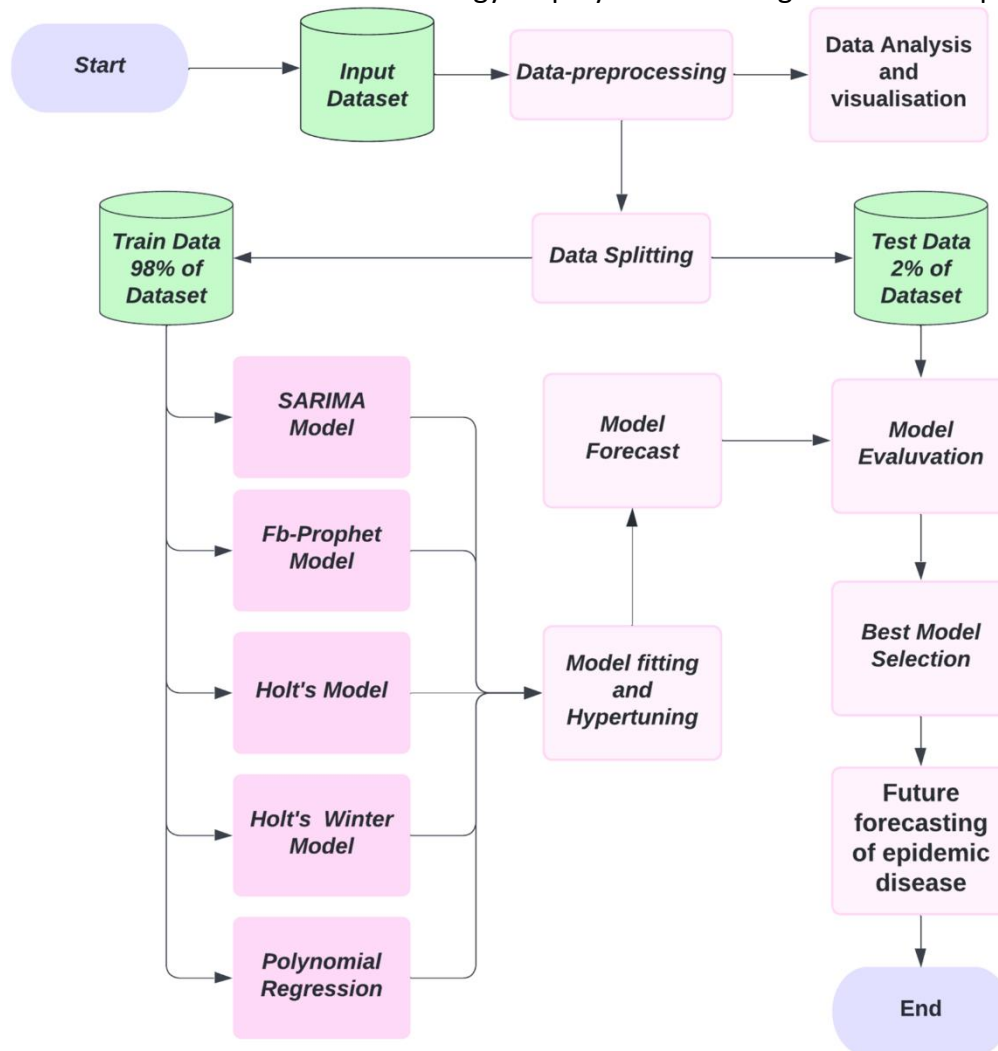 Start
Input
Dataset
Data-preprocessing
Data Analysis
and
visualisation
Train Data
98% of
Dataset
Data Splitting
Test Data
2% of
Dataset
SARIMA
Model
Model
Forecast
Model
Evaluvation
Fb-Prophet
Model
Holt's Model
Model fitting
and
Hypertuning
Best Model
Selection
Holt's Winter
Model
Future
forecasting
of epidemic
disease
Polynomial
Regression
End